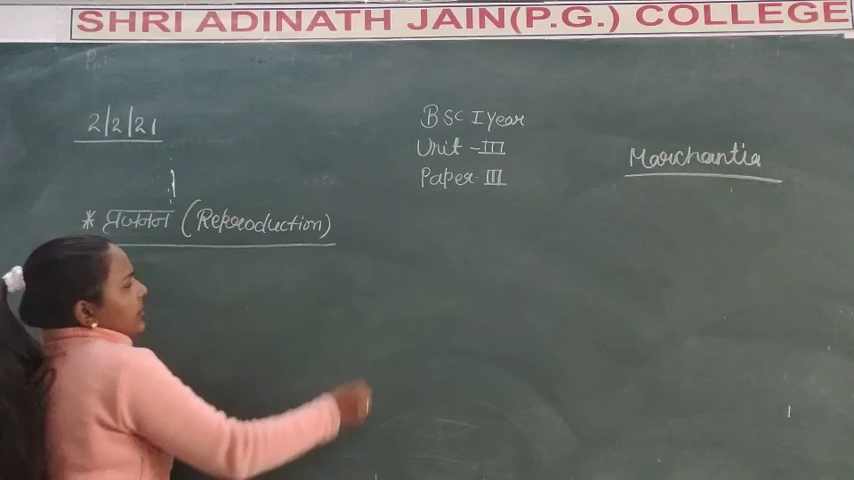 SHRI ADINATH JAIN(P.G.) COLLEGE
2/2/21
BSC I Year
Unit - III
Paper III
Marchantia
* प्रजनन (Reproduction)